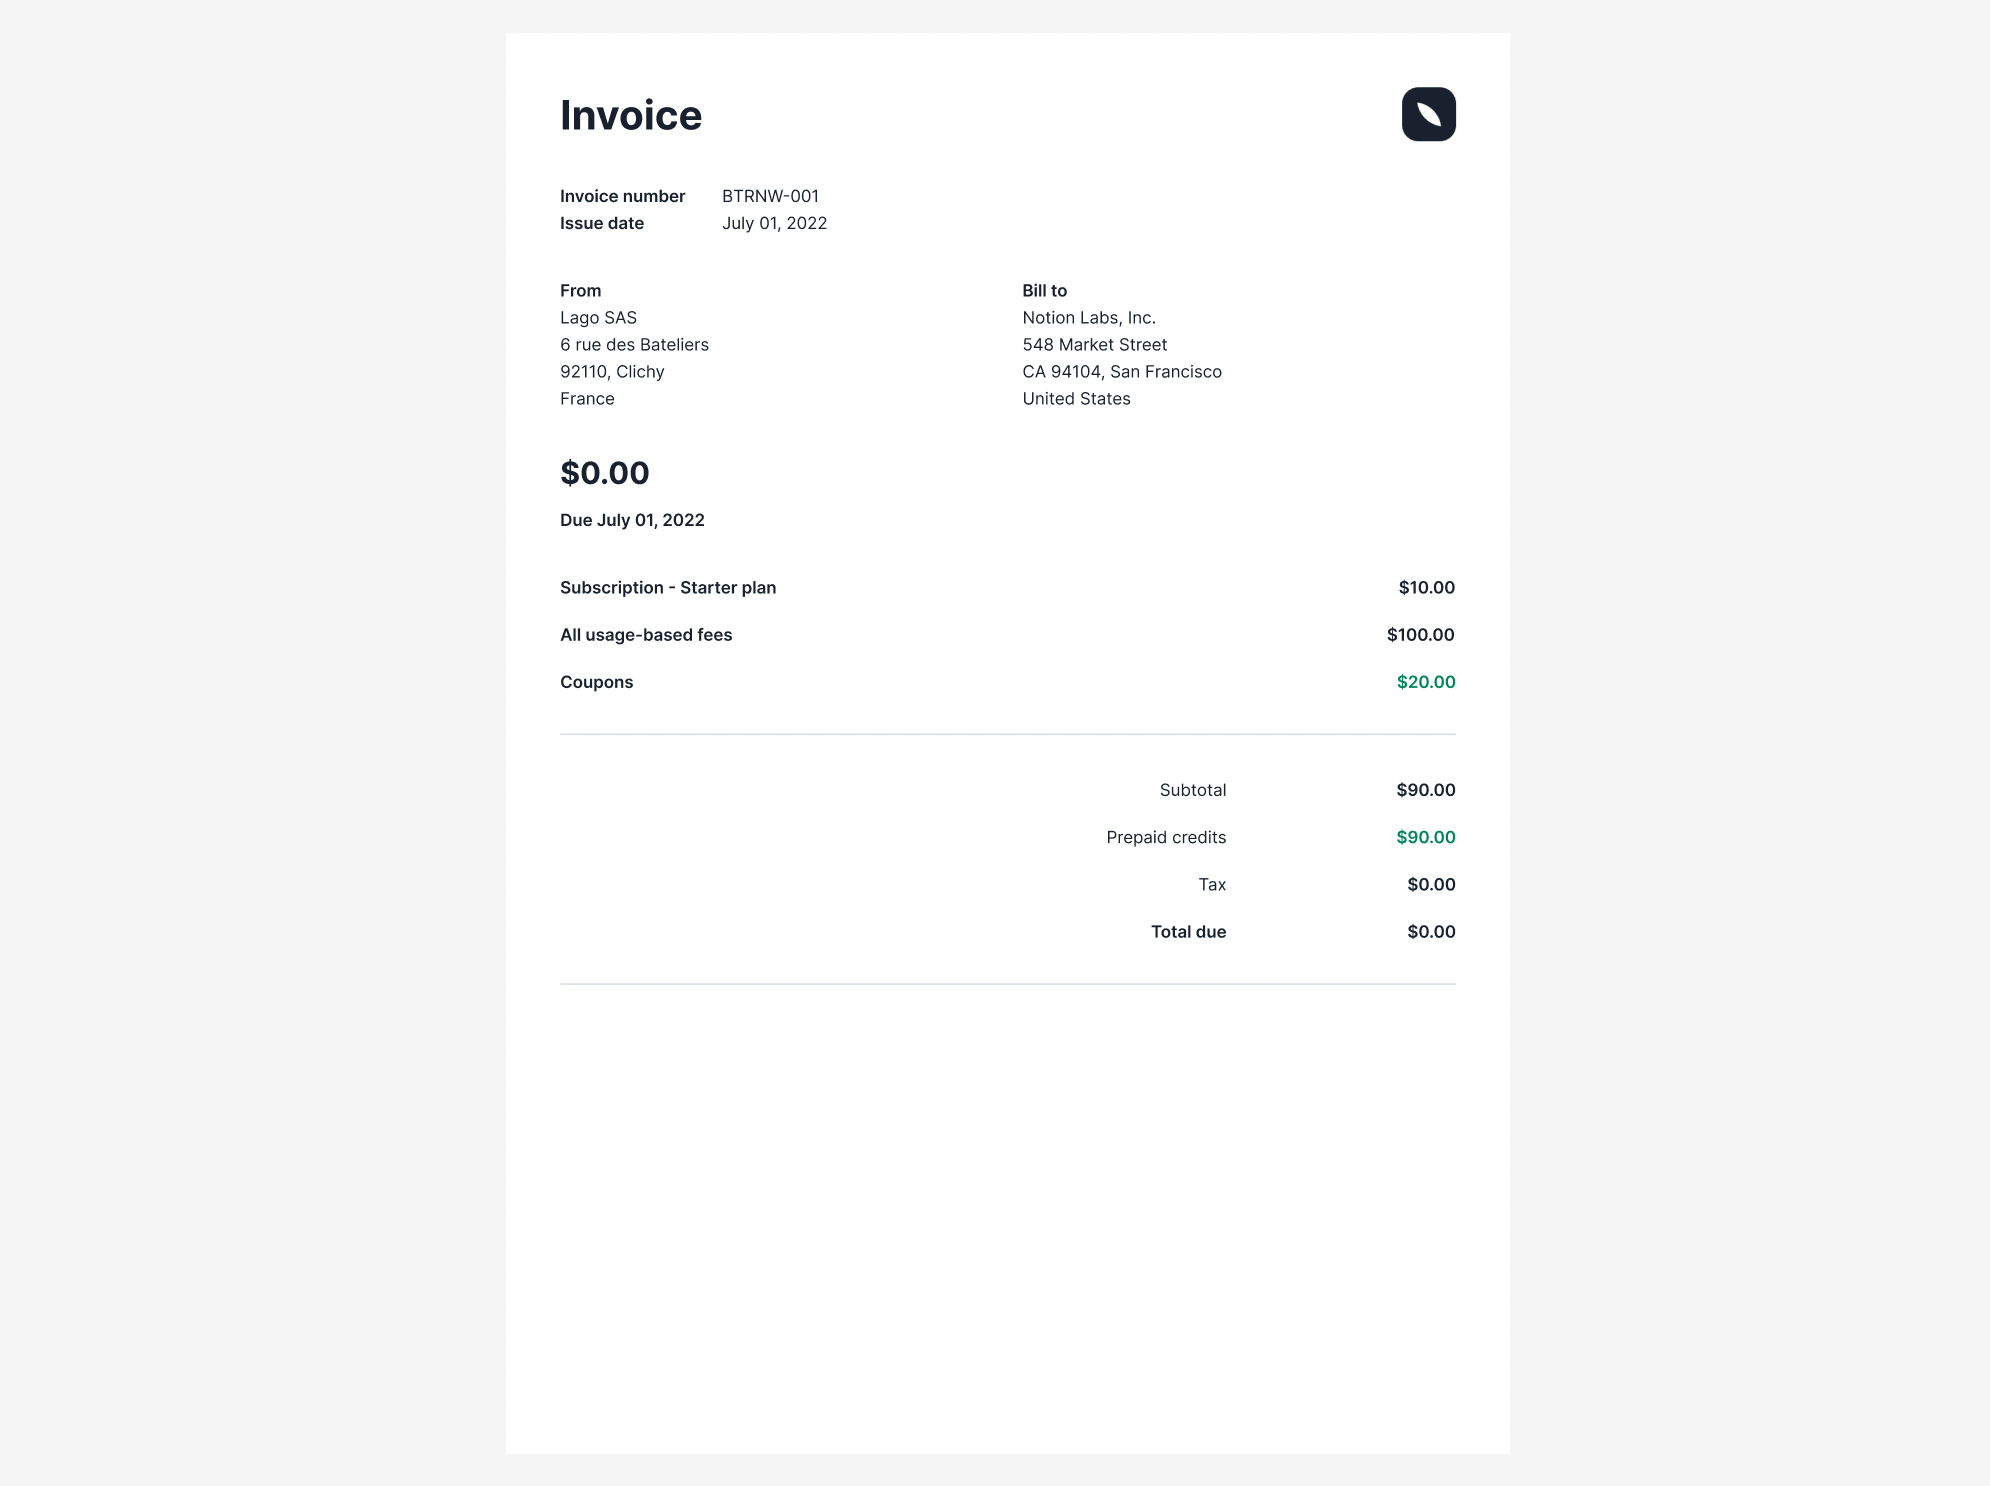 Invoice
Invoice number BTRNW-001
Issue date July 01, 2022
From
Lago SAS
6 rue des Bateliers
92110, Clichy
France
Bill to
Notion Labs, Inc.
548 Market Street
CA 94104, San Francisco
United States
$0.00
Due July 01, 2022
Subscription - Starter plan $10.00
All usage-based fees $100.00
Coupons $20.00
Subtotal $90.00
Prepaid credits $90.00
Tax $0.00
Total due $0.00